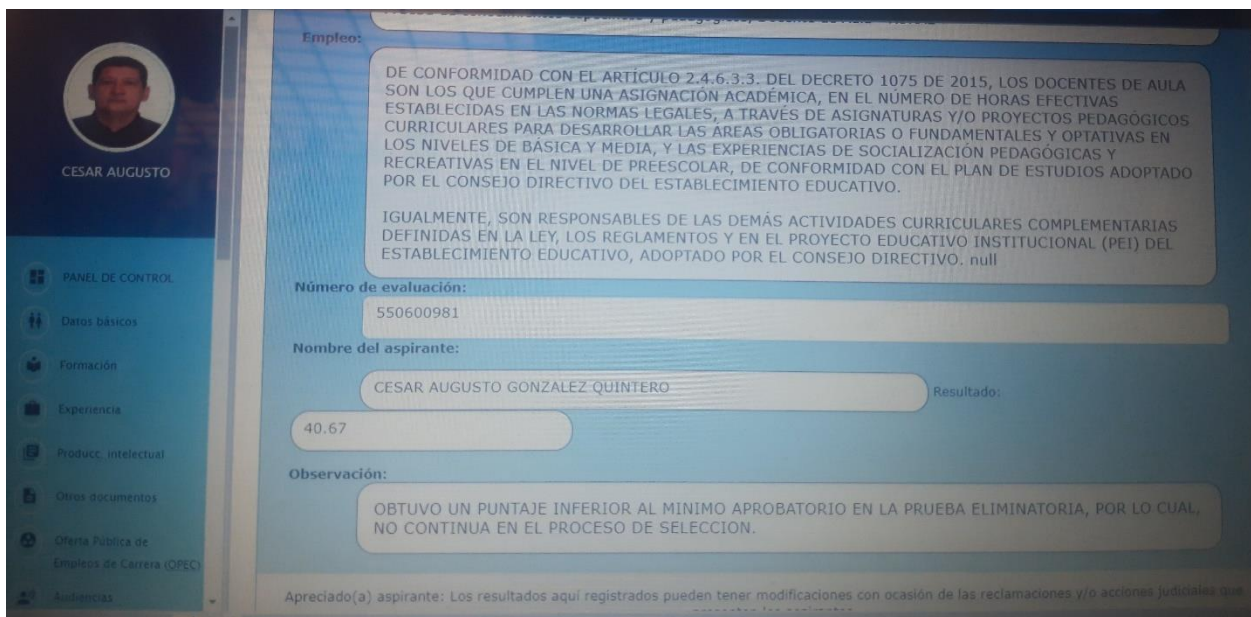 CESAR AUGUSTO
PANEL DE CONTROL
Datos básicos
Formación
Experiencia
Producc. intelectual
Otros documentos
Oferta Pública de
Empleos de Carrera (OPEC)
Audiencias
Empleo:
DE CONFORMIDAD CON EL ARTÍCULO 2.4.6.3.3. DEL DECRETO 1075 DE 2015, LOS DOCENTES DE AULA
SON LOS QUE CUMPLEN UNA ASIGNACIÓN ACADÉMICA, EN EL NÚMERO DE HORAS EFECTIVAS
ESTABLECIDAS EN LAS NORMAS LEGALES, A TRAVÉS DE ASIGNATURAS Y/O PROYECTOS PEDAGÓGICOS
CURRICULARES PARA DESARROLLAR LAS ÁREAS OBLIGATORIAS O FUNDAMENTALES Y OPTATIVAS EN
LOS NIVELES DE BÁSICA Y MEDIA, Y LAS EXPERIENCIAS DE SOCIALIZACIÓN PEDAGÓGICAS Y
RECREATIVAS EN EL NIVEL DE PREESCOLAR, DE CONFORMIDAD CON EL PLAN DE ESTUDIOS ADOPTADO
POR EL CONSEJO DIRECTIVO DEL ESTABLECIMIENTO EDUCATIVO.
IGUALMENTE, SON RESPONSABLES DE LAS DEMÁS ACTIVIDADES CURRICULARES COMPLEMENTARIAS
DEFINIDAS EN LA LEY, LOS REGLAMENTOS Y EN EL PROYECTO EDUCATIVO INSTITUCIONAL (PEI) DEL
ESTABLECIMIENTO EDUCATIVO, ADOPTADO POR EL CONSEJO DIRECTIVO. null
Número de evaluación:
550600981
Nombre del aspirante:
CESAR AUGUSTO GONZALEZ QUINTERO
Resultado:
40.67
Observación:
OBTUVO UN PUNTAJE INFERIOR AL MINIMO APROBATORIO EN LA PRUEBA ELIMINATORIA, POR LO CUAL,
NO CONTINUA EN EL PROCESO DE SELECCION.
Apreciado(a) aspirante: Los resultados aquí registrados pueden tener modificaciones con ocasión de las reclamaciones y/o acciones judiciales que